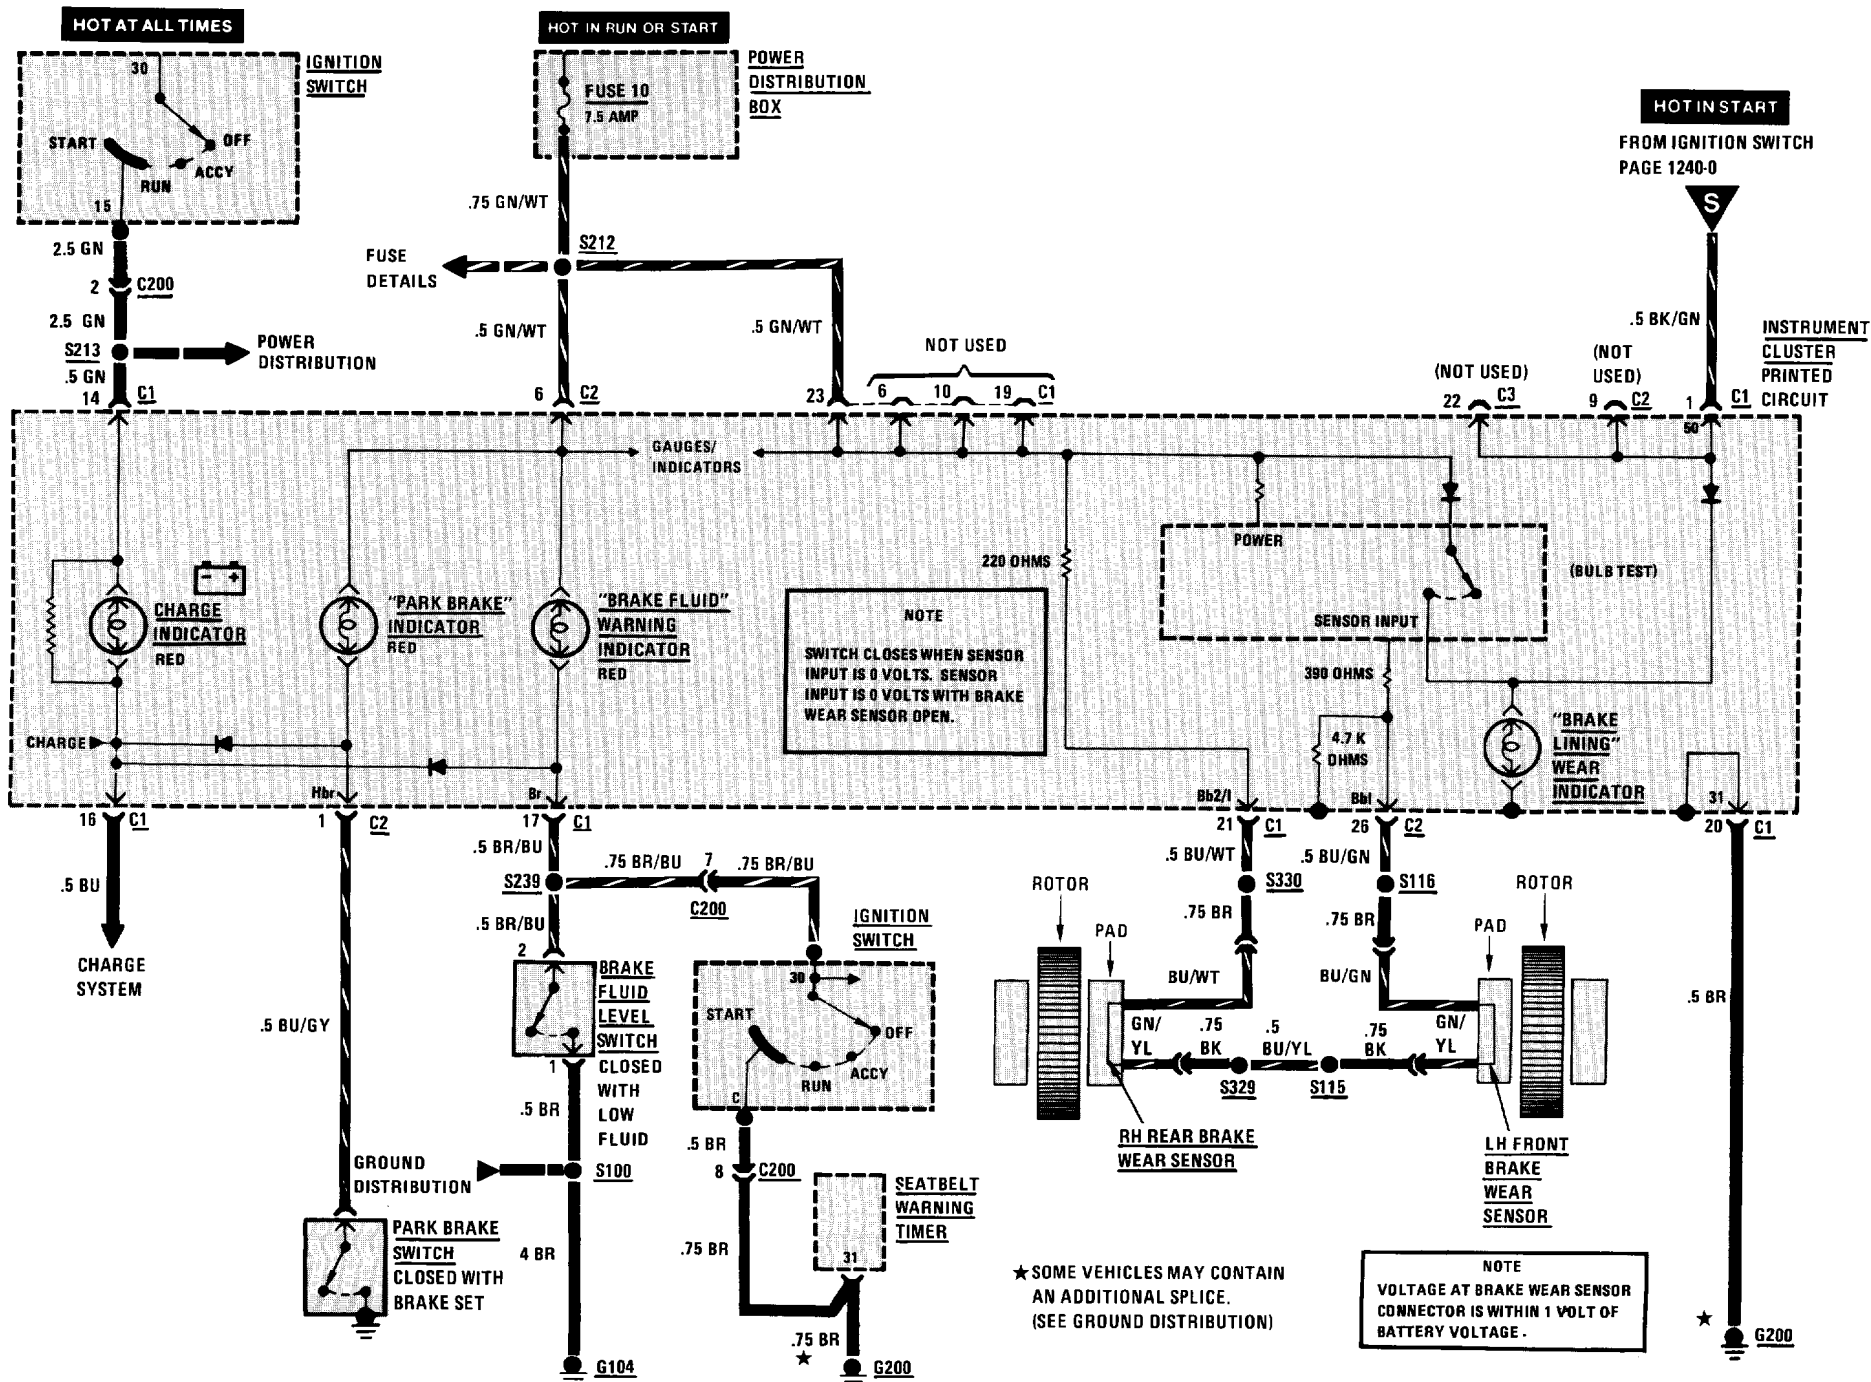 HOT AT ALL TIMES
HOT IN RUN OR START
30
IGNITION
SWITCH
START
OFF
ACCY
RUN
15
FUSE 10
7.5 AMP
POWER
DISTRIBUTION
BOX
HOT IN START
FROM IGNITION SWITCH
PAGE 1240-0
S
2.5 GN
2
C200
2.5 GN
S213
POWER
DISTRIBUTION
.5 GN
14
C1
.75 GN/WT
FUSE
DETAILS
S212
.5 GN/WT
6
C2
.5 GN/WT
NOT USED
23
6
10
19
C1
(NOT USED)
22
C3
(NOT
USED)
9
C2
.5 BK/GN
1
C1
50
INSTRUMENT
CLUSTER
PRINTED
CIRCUIT
GAUGES/
INDICATORS
- +
CHARGE
INDICATOR
RED
"PARK BRAKE"
INDICATOR
RED
"BRAKE FLUID"
WARNING
INDICATOR
RED
220 OHMS
NOTE
SWITCH CLOSES WHEN SENSOR
INPUT IS 0 VOLTS. SENSOR
INPUT IS 0 VOLTS WITH BRAKE
WEAR SENSOR OPEN.
POWER
SENSOR INPUT
(BULB TEST)
390 OHMS
4.7 K
OHMS
"BRAKE
LINING"
WEAR
INDICATOR
CHARGE
Hbr
Br
Bb2/l
Bbl
31
16
C1
1
C2
17
C1
21
C1
26
C2
20
C1
.5 BU
CHARGE
SYSTEM
.5 BU/GY
.5 BR/BU
S239
.75 BR/BU
7
.75 BR/BU
C200
.5 BR/BU
2
BRAKE
FLUID
LEVEL
SWITCH
CLOSED
WITH
LOW
FLUID
1
.5 BR
GROUND
DISTRIBUTION
S100
4 BR
G104
PARK BRAKE
SWITCH
CLOSED WITH
BRAKE SET
IGNITION
SWITCH
30
START
OFF
ACCY
RUN
C
.5 BR
8
C200
.75 BR
SEATBELT
WARNING
TIMER
31
.75 BR
★
G200
.5 BU/WT
S330
.75 BR
BU/WT
ROTOR
PAD
.5 BU/GN
S116
.75 BR
BU/GN
PAD
ROTOR
GN/
YL
.75
BK
.5
BU/YL
.75
BK
GN/
YL
S329
S115
RH REAR BRAKE
WEAR SENSOR
LH FRONT
BRAKE
WEAR
SENSOR
.5 BR
★SOME VEHICLES MAY CONTAIN
AN ADDITIONAL SPLICE.
(SEE GROUND DISTRIBUTION)
NOTE
VOLTAGE AT BRAKE WEAR SENSOR
CONNECTOR IS WITHIN 1 VOLT OF
BATTERY VOLTAGE.
★
G200